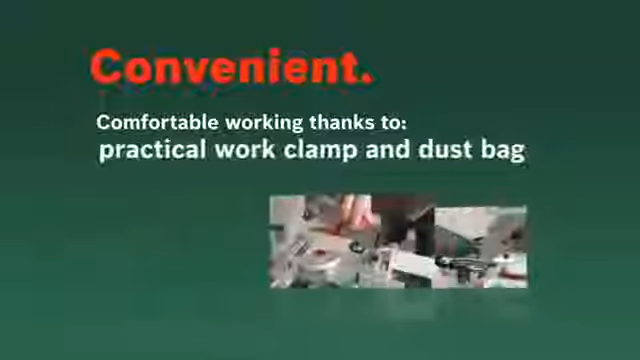 Convenient.
Comfortable working thanks to:
practical work clamp and dust bag